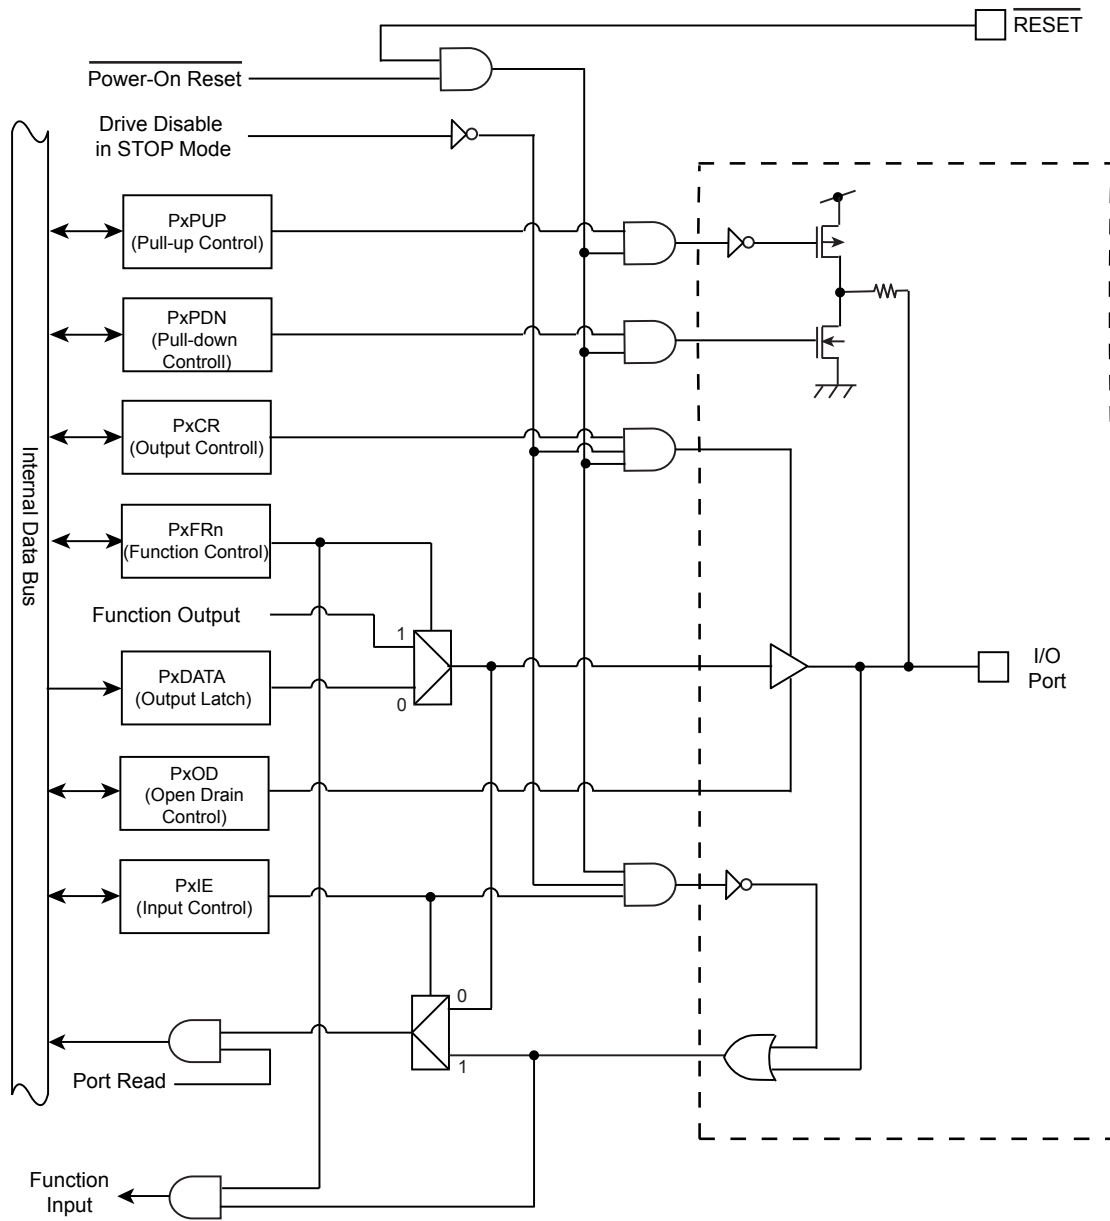 RESET
Power-On Reset
Drive Disable
in STOP Mode
PxPUP
(Pull-up Control)
PxPDN
(Pull-down
Controll)
PxCR
(Output Controll)
Internal Data Bus
PxFRn
(Function Control)
Function Output
1
I/O
Port
PxDATA
(Output Latch)
0
PxOD
(Open Drain
Control)
PxIE
(Input Control)
0
1
Port Read
Function
Input